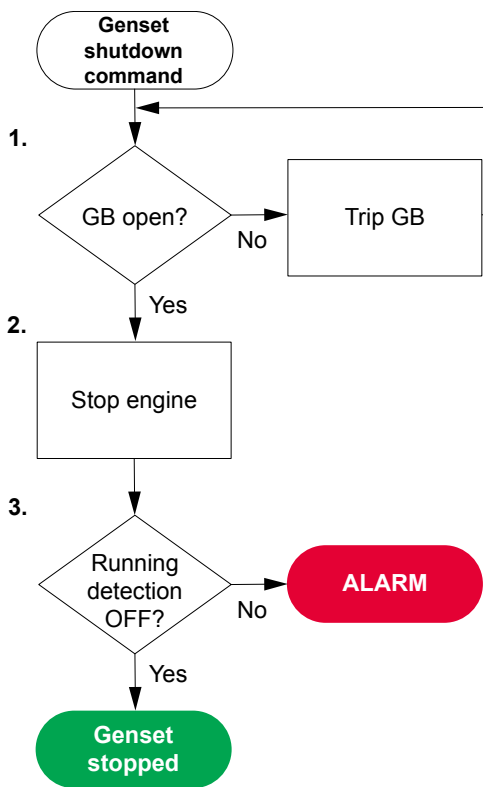 Genset
shutdown
command
1.
GB open?
No
Trip GB
Yes
2.
Stop engine
3.
Running
detection
OFF?
No
ALARM
Yes
Genset
stopped